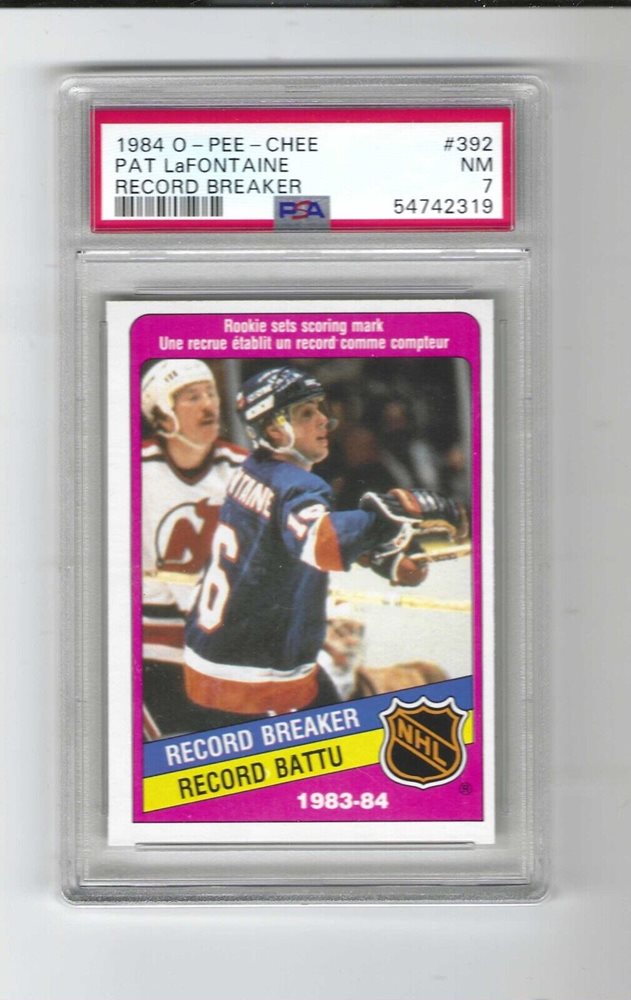 1984 O-PEE-CHEE #392
PAT LaFONTAINE NM
RECORD BREAKER 7
PSA 54742319
Rookie sets scoring mark
Une recrue établit un record comme compteur
NTAINE
16
6
RECORD BREAKER
RECORD BATTU
NHL
®
1983-84